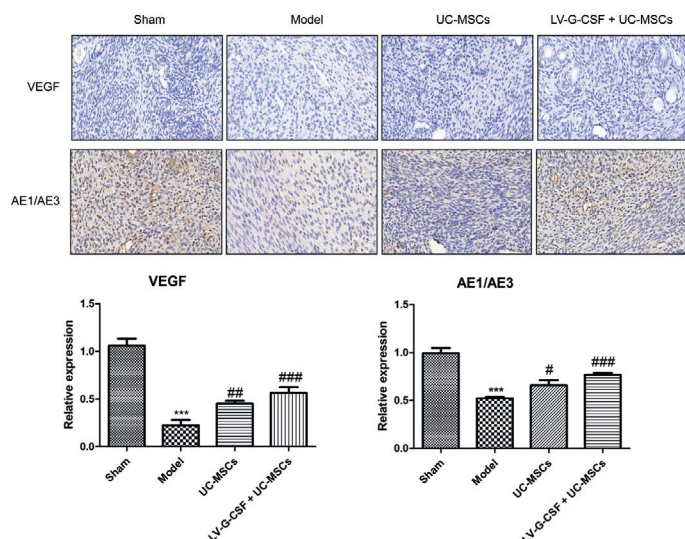 Sham Model UC-MSCs LV-G-CSF + UC-MSCs
VEGF
AE1/AE3
VEGF
1.5
1.0
0.5
0.0
Relative expression
***
##
###
Sham
Model
UC-MSCs
LV-G-CSF + UC-MSCs
AE1/AE3
1.5
1.0
0.5
0.0
Relative expression
***
#
###
Sham
Model
UC-MSCs
LV-G-CSF + UC-MSCs